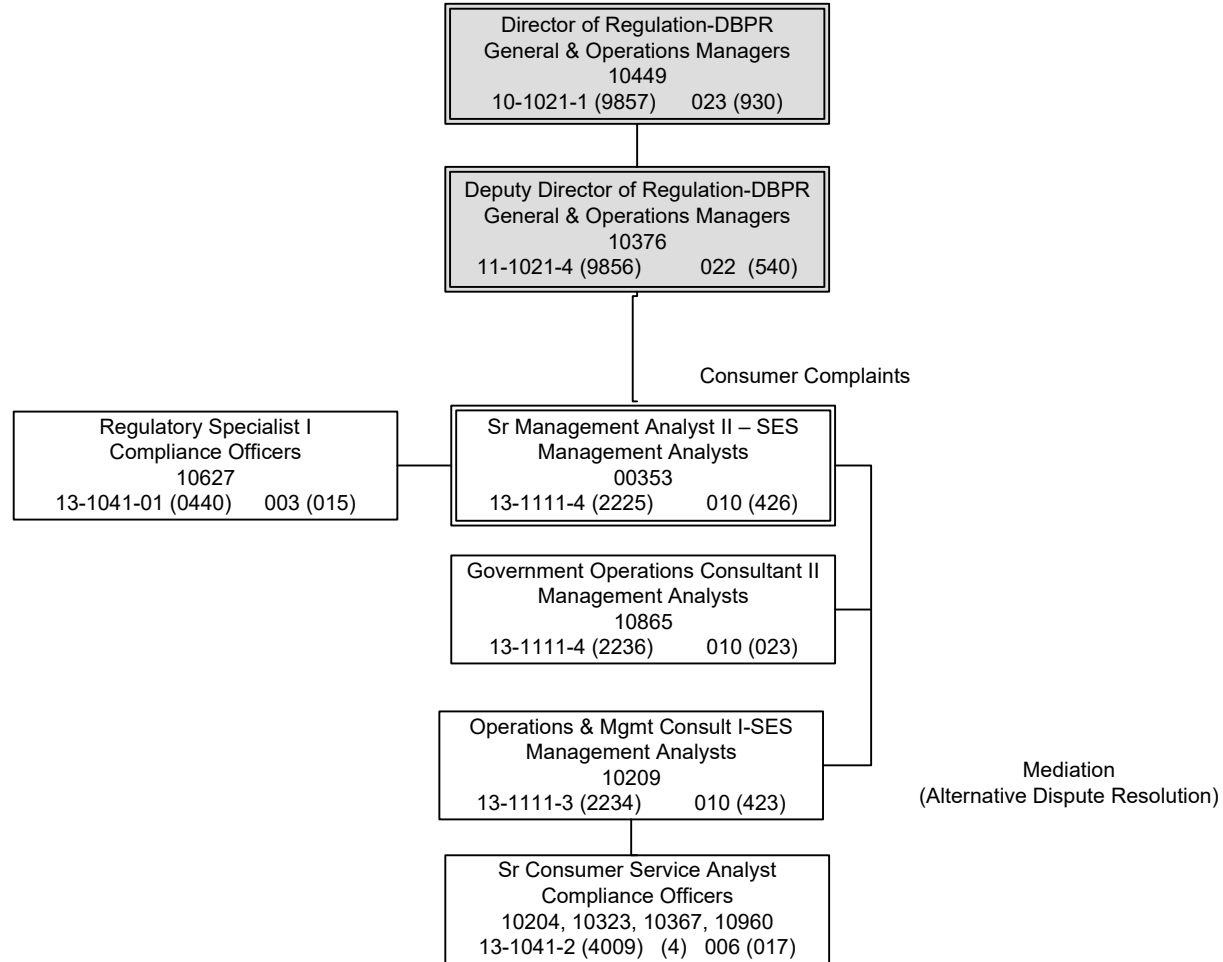 Director of Regulation-DBPR
General & Operations Managers
10449
10-1021-1 (9857) 023 (930)
Deputy Director of Regulation-DBPR
General & Operations Managers
10376
11-1021-4 (9856) 022 (540)
Consumer Complaints
Regulatory Specialist I
Compliance Officers
10627
13-1041-01 (0440) 003 (015)
Sr Management Analyst II – SES
Management Analysts
00353
13-1111-4 (2225) 010 (426)
Government Operations Consultant II
Management Analysts
10865
13-1111-4 (2236) 010 (023)
Operations & Mgmt Consult I-SES
Management Analysts
10209
13-1111-3 (2234) 010 (423)
Mediation
(Alternative Dispute Resolution)
Sr Consumer Service Analyst
Compliance Officers
10204, 10323, 10367, 10960
13-1041-2 (4009) (4) 006 (017)